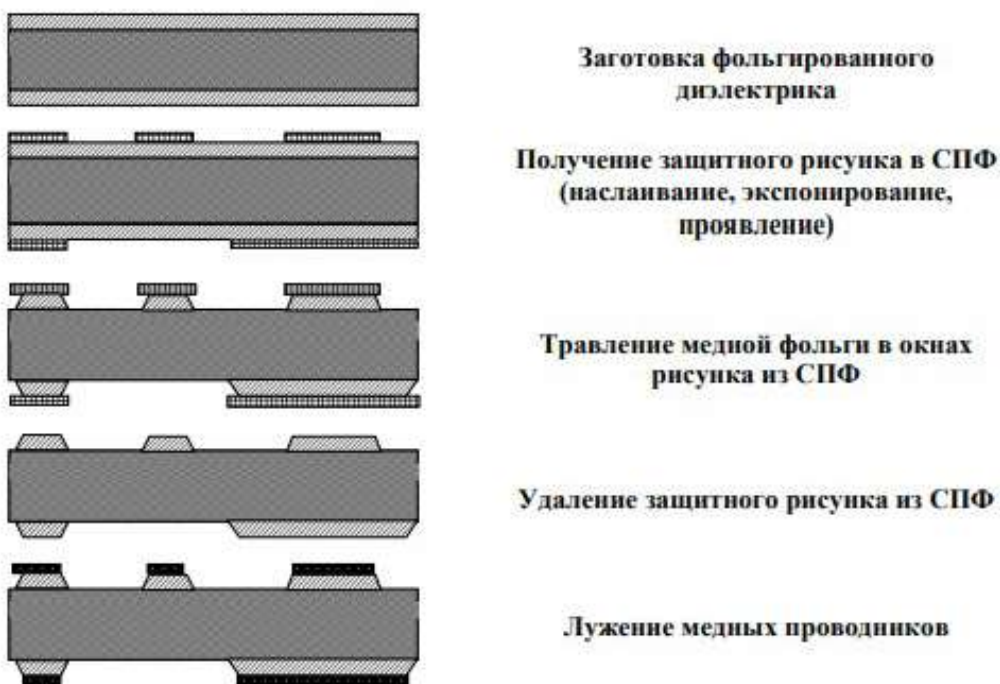 Заготовка фольгированного
диэлектрика
Получение защитного рисунка в СПФ
(наслаивание, экспонирование,
проявление)
Травление медной фольги в окнах
рисунка из СПФ
Удаление защитного рисунка из СПФ
Лужение медных проводников